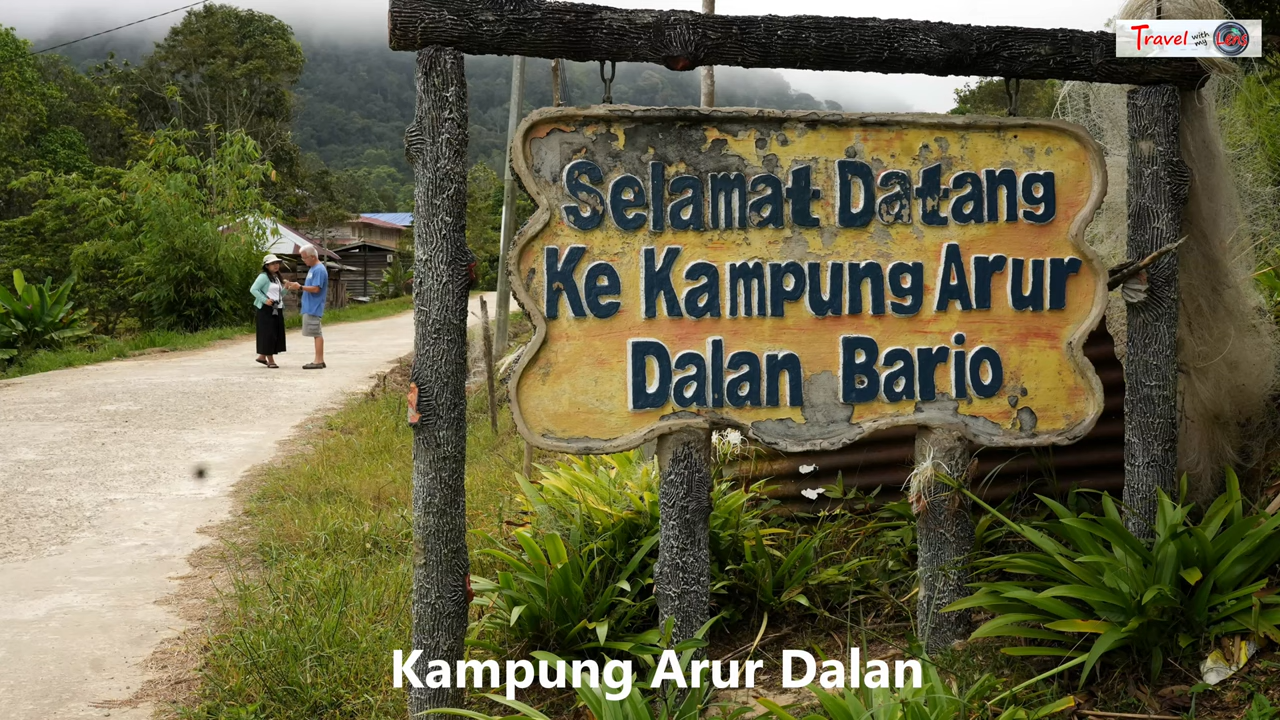 Travel with my Lens
Selamat Datang
Ke Kampung Arur
Dalan Bario
Kampung Arur Dalan